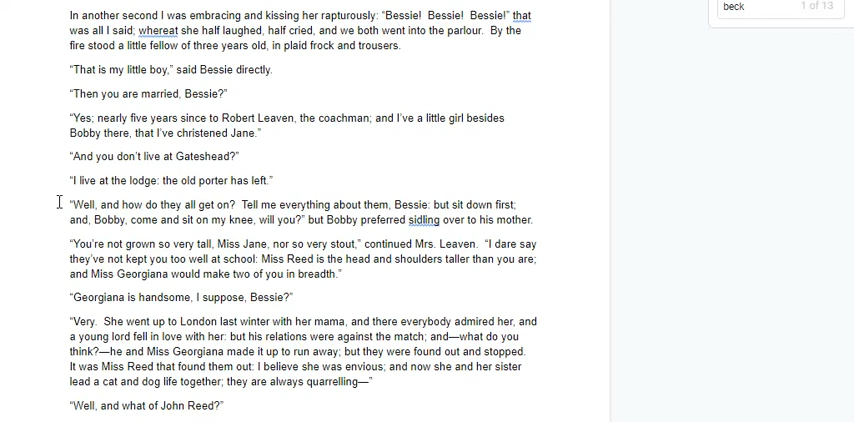 In another second I was embracing and kissing her rapturously: “Bessie!  Bessie!  Bessie!” that
was all I said; whereat she half laughed, half cried, and we both went into the parlour.  By the
fire stood a little fellow of three years old, in plaid frock and trousers.
“That is my little boy,” said Bessie directly.
“Then you are married, Bessie?”
“Yes; nearly five years since to Robert Leaven, the coachman; and I’ve a little girl besides
Bobby there, that I’ve christened Jane.”
“And you don’t live at Gateshead?”
“I live at the lodge: the old porter has left.”
“Well, and how do they all get on?  Tell me everything about them, Bessie: but sit down first;
and, Bobby, come and sit on my knee, will you?” but Bobby preferred sidling over to his mother.
“You’re not grown so very tall, Miss Jane, nor so very stout,” continued Mrs. Leaven.  “I dare say
they’ve not kept you too well at school: Miss Reed is the head and shoulders taller than you are;
and Miss Georgiana would make two of you in breadth.”
“Georgiana is handsome, I suppose, Bessie?”
“Very.  She went up to London last winter with her mama, and there everybody admired her, and
a young lord fell in love with her: but his relations were against the match; and—what do you
think?—he and Miss Georgiana made it up to run away; but they were found out and stopped.
It was Miss Reed that found them out: I believe she was envious; and now she and her sister
lead a cat and dog life together; they are always quarrelling—”
“Well, and what of John Reed?”
beck
1 of 13